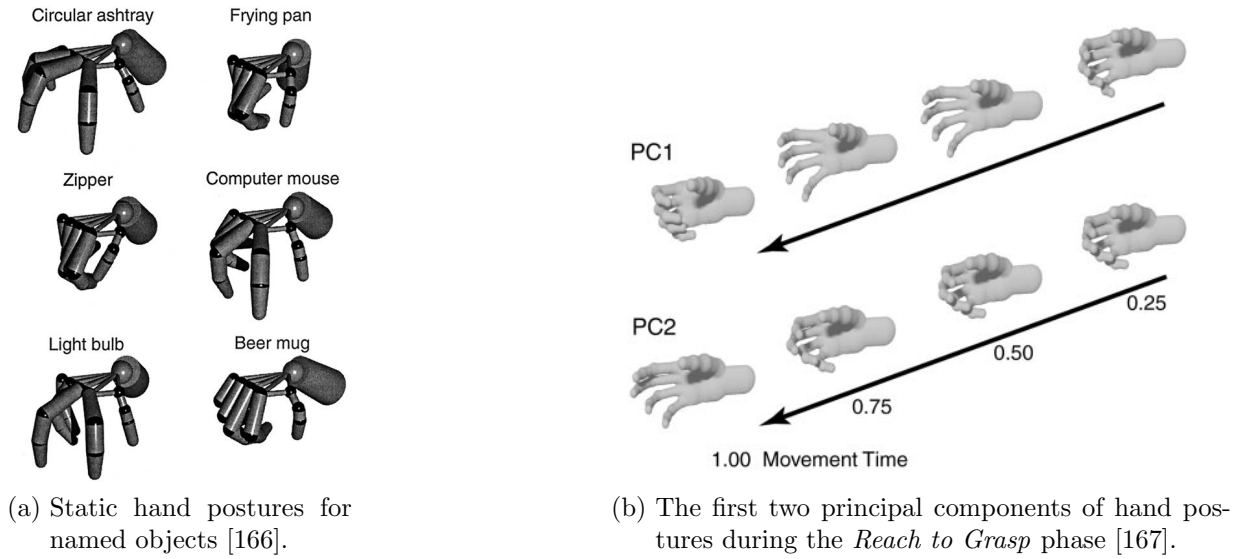 Circular ashtray
Frying pan
Zipper
Computer mouse
Light bulb
Beer mug
PC1
PC2
0.25
0.50
0.75
1.00 Movement Time
(a) Static hand postures for
named objects [166].
(b) The first two principal components of hand pos-
tures during the Reach to Grasp phase [167].